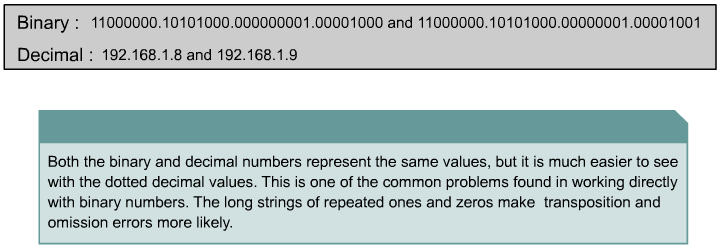 Binary : 11000000.10101000.000000001.00001000 and 11000000.10101000.00000001.00001001
Decimal : 192.168.1.8 and 192.168.1.9
Both the binary and decimal numbers represent the same values, but it is much easier to see
with the dotted decimal values. This is one of the common problems found in working directly
with binary numbers. The long strings of repeated ones and zeros make transposition and
omission errors more likely.